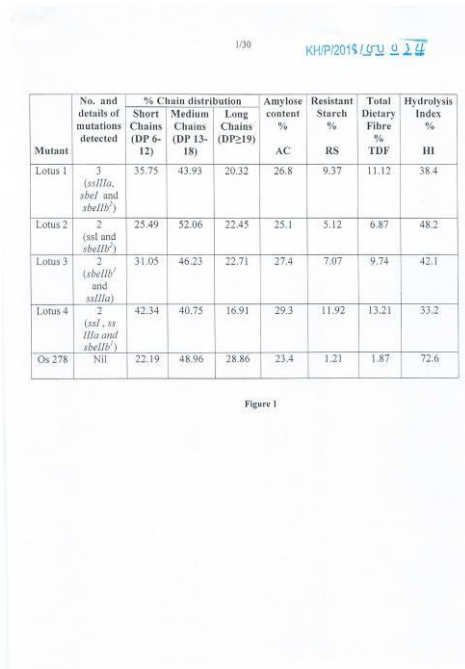 1/30
KH/P/2018/00024
Mutant | No. and details of mutations detected | % Chain distribution | Amylose content % AC | Resistant Starch % RS | Total Dietary Fibre % TDF | Hydrolysis Index % HI
Short Chains (DP 6-12) | Medium Chains (DP 13-18) | Long Chains (DP≥19)
Lotus 1 | 3 (ssIIIa, sbeI and sbeIIb²) | 35.75 | 43.93 | 20.32 | 26.8 | 9.37 | 11.12 | 38.4
Lotus 2 | 2 (ssI and sbeIIb²) | 25.49 | 52.06 | 22.45 | 25.1 | 5.12 | 6.87 | 48.2
Lotus 3 | 2 (sbeIIb¹ and ssIIIa) | 31.05 | 46.23 | 22.71 | 27.4 | 7.07 | 9.74 | 42.1
Lotus 4 | 2 (ssI , ss IIIa and sbeIIb¹) | 42.34 | 40.75 | 16.91 | 29.3 | 11.92 | 13.21 | 33.2
Os 278 | Nil | 22.19 | 48.96 | 28.86 | 23.4 | 1.21 | 1.87 | 72.6
Figure 1